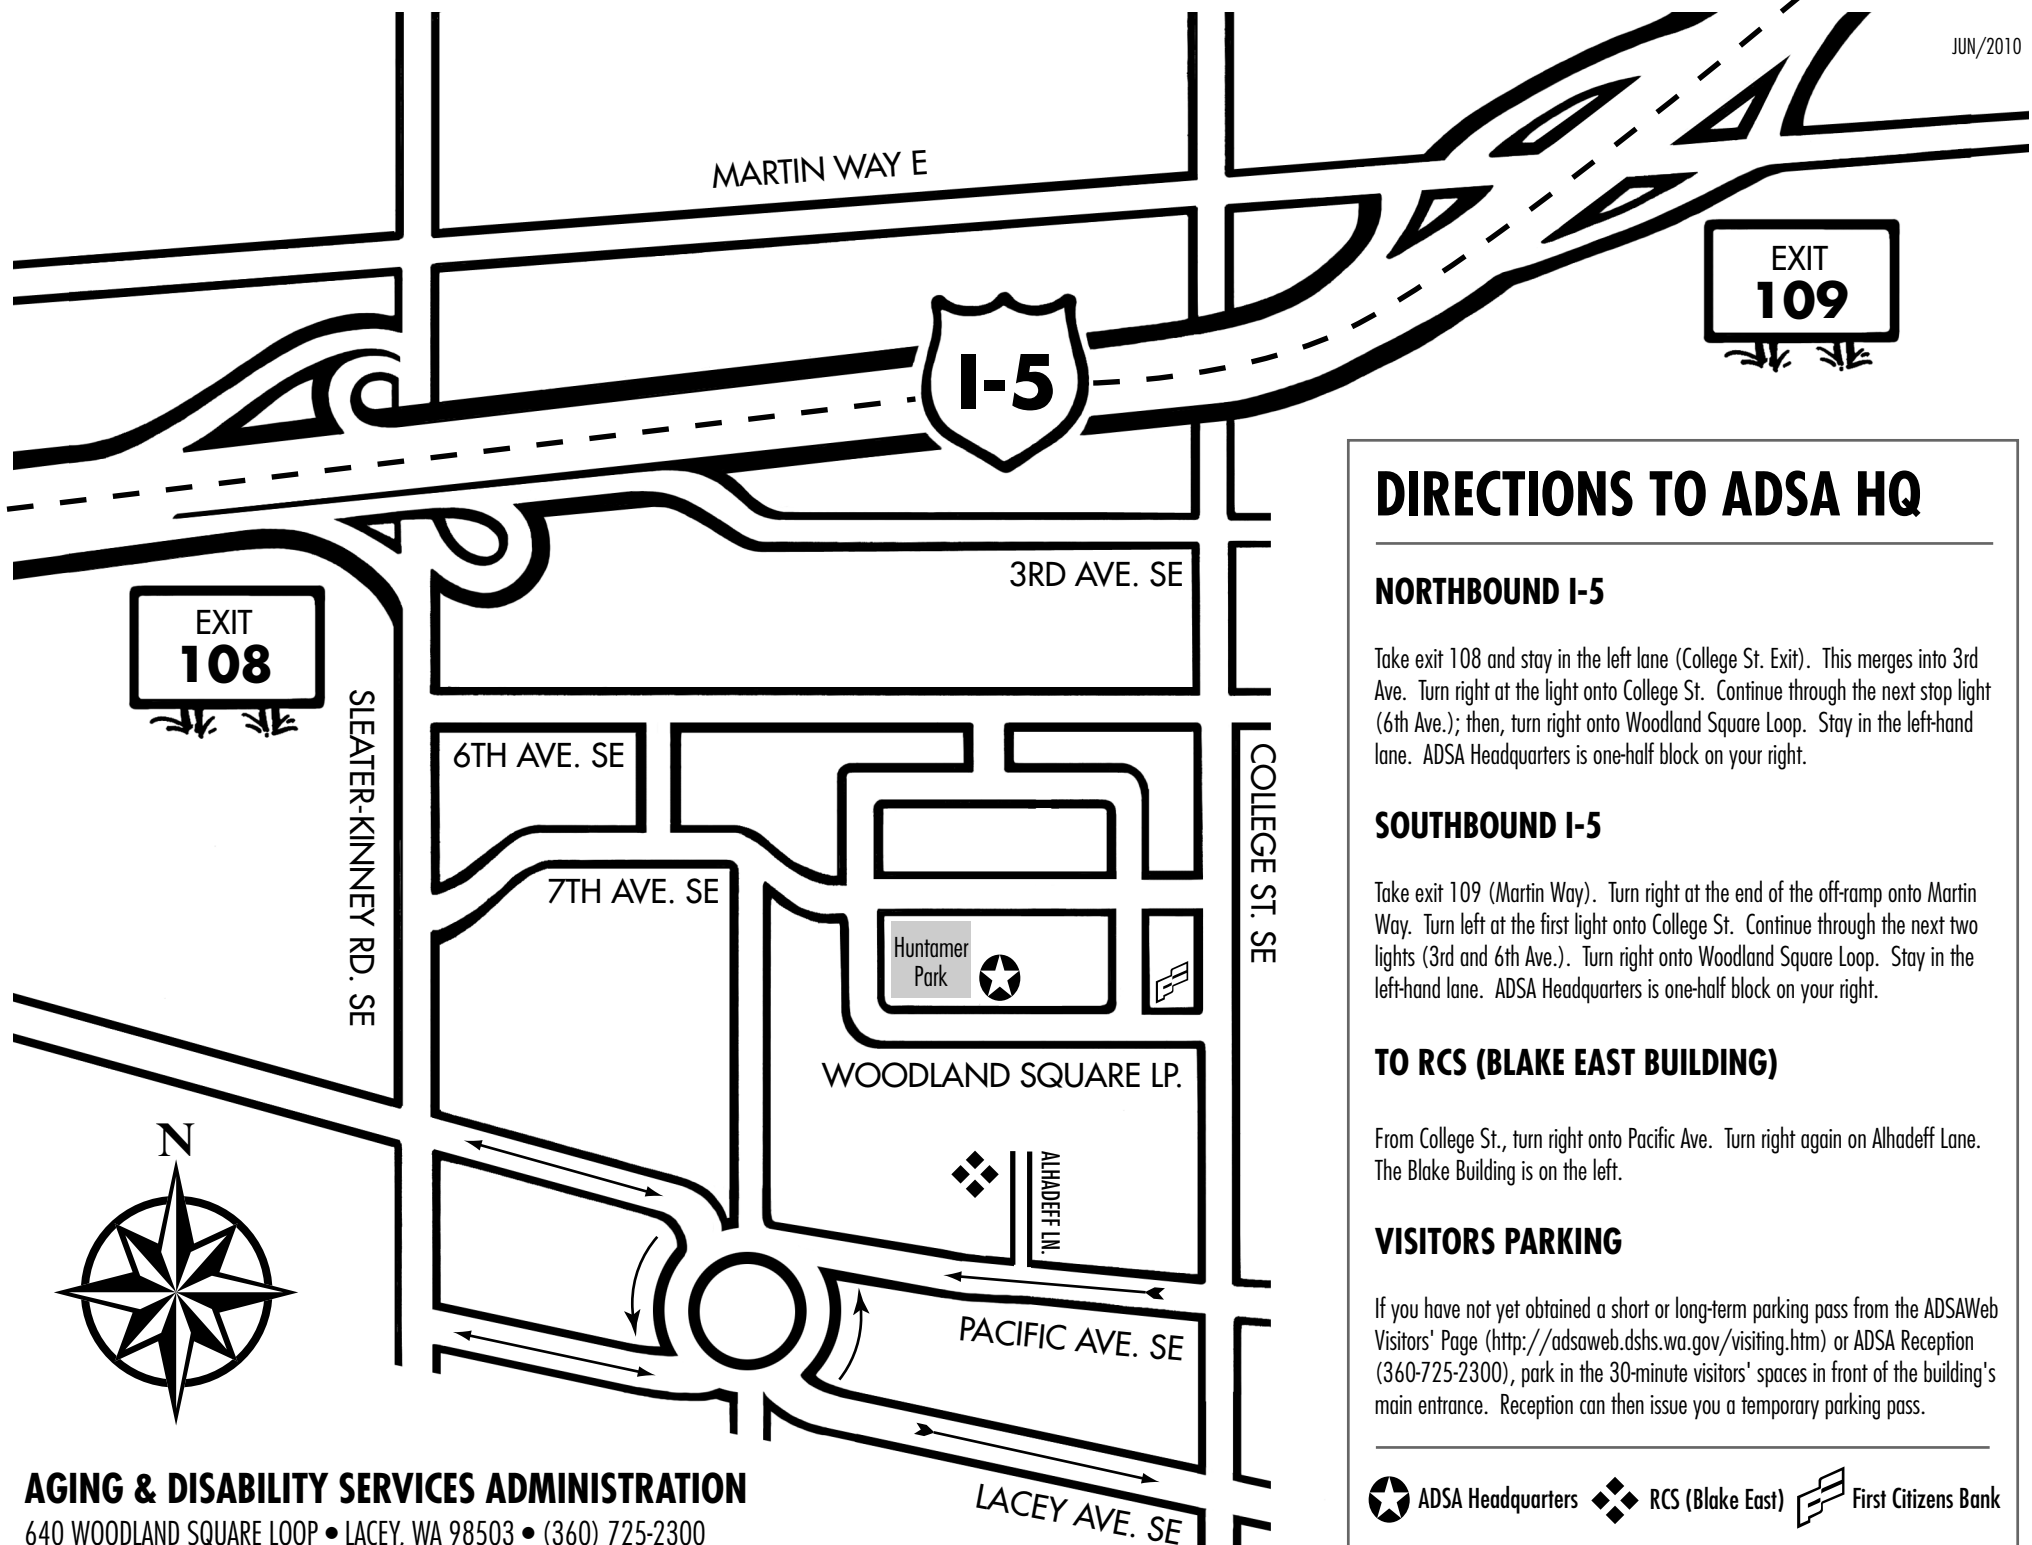 JUN/2010
MARTIN WAY E
EXIT
109
I-5
3RD AVE. SE
EXIT
108
SLEATER-KINNEY RD. SE
6TH AVE. SE
COLLEGE ST. SE
7TH AVE. SE
Huntamer
Park
WOODLAND SQUARE LP.
ALHADEFF LN.
N
PACIFIC AVE. SE
LACEY AVE. SE
AGING & DISABILITY SERVICES ADMINISTRATION
640 WOODLAND SQUARE LOOP • LACEY, WA 98503 • (360) 725-2300
DIRECTIONS TO ADSA HQ
NORTHBOUND I-5
Take exit 108 and stay in the left lane (College St. Exit). This merges into 3rd
Ave. Turn right at the light onto College St. Continue through the next stop light
(6th Ave.); then, turn right onto Woodland Square Loop. Stay in the left-hand
lane. ADSA Headquarters is one-half block on your right.
SOUTHBOUND I-5
Take exit 109 (Martin Way). Turn right at the end of the off-ramp onto Martin
Way. Turn left at the first light onto College St. Continue through the next two
lights (3rd and 6th Ave.). Turn right onto Woodland Square Loop. Stay in the
left-hand lane. ADSA Headquarters is one-half block on your right.
TO RCS (BLAKE EAST BUILDING)
From College St., turn right onto Pacific Ave. Turn right again on Alhadeff Lane.
The Blake Building is on the left.
VISITORS PARKING
If you have not yet obtained a short or long-term parking pass from the ADSAWeb
Visitors' Page (http://adsaweb.dshs.wa.gov/visiting.htm) or ADSA Reception
(360-725-2300), park in the 30-minute visitors' spaces in front of the building's
main entrance. Reception can then issue you a temporary parking pass.
ADSA Headquarters
RCS (Blake East)
First Citizens Bank